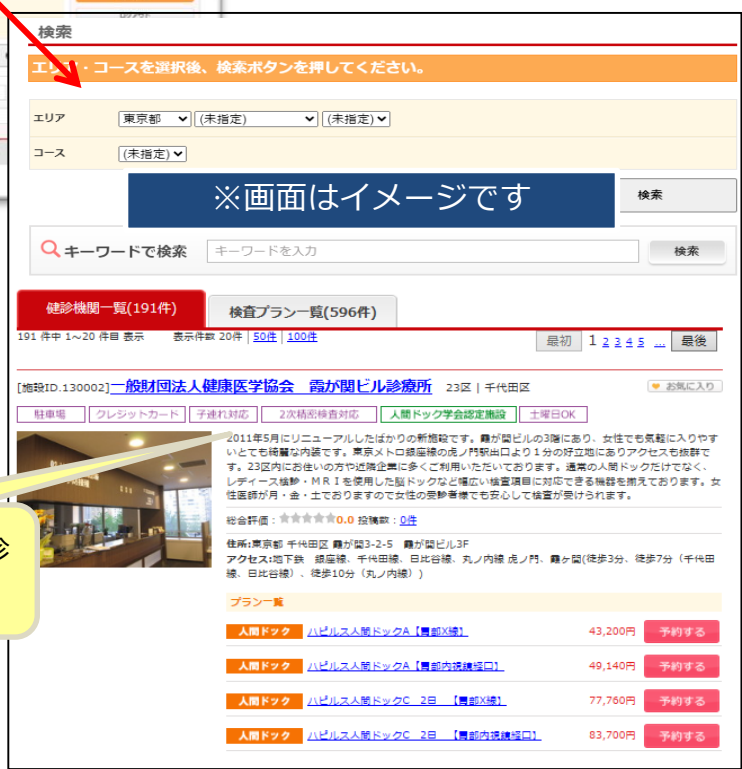 検索
エリア・コースを選択後、検索ボタンを押してください。
エリア 東京都 (未指定) (未指定)
コース (未指定)
※画面はイメージです
検索
キーワードで検索 キーワードを入力 検索
健診機関一覧(191件) 検査プラン一覧(596件)
191 件中 1~20 件目 表示 表示件数 20件 | 50件 | 100件 最初 1 2 3 4 5 ... 最後
[施設ID.130002]一般財団法人健康医学協会 霞が関ビル診療所 23区 | 千代田区 お気に入り
駐車場 クレジットカード 子連れ対応 2次精密検査対応 人間ドック学会認定施設 土曜日OK
2011年5月にリニューアルしたばかりの新施設です。霞が関ビルの3階にあり、女性でも気軽に入りやす
いとても綺麗な内装です。東京メトロ銀座線の虎ノ門駅出口より1分の好立地にありアクセスも抜群で
す。23区内にお住いの方や近隣企業に多くご利用いただいております。通常の人間ドックだけでなく、
レディース検診・MRIを使用した脳ドックなど幅広い検査項目に対応できる機器を揃えております。女
性医師が月・金・土でおりますので女性の受診者様でも安心して検査が受けられます。
総合評価:★★★★★0.0 投稿数:0件
診
住所:東京都 千代田区 霞が関3-2-5 霞が関ビル3F
アクセス:地下鉄 銀座線、千代田線、日比谷線、丸ノ内線 虎ノ門、霞ヶ関(徒歩3分、徒歩7分(千代田
線、日比谷線)、徒歩10分(丸ノ内線))
プラン一覧
人間ドック ハピルス人間ドックA【胃部X線】 43,200円 予約する
人間ドック ハピルス人間ドックA【胃部内視鏡経口】 49,140円 予約する
人間ドック ハピルス人間ドックC 2日 【胃部X線】 77,760円 予約する
人間ドック ハピルス人間ドックC 2日 【胃部内視鏡経口】 83,700円 予約する